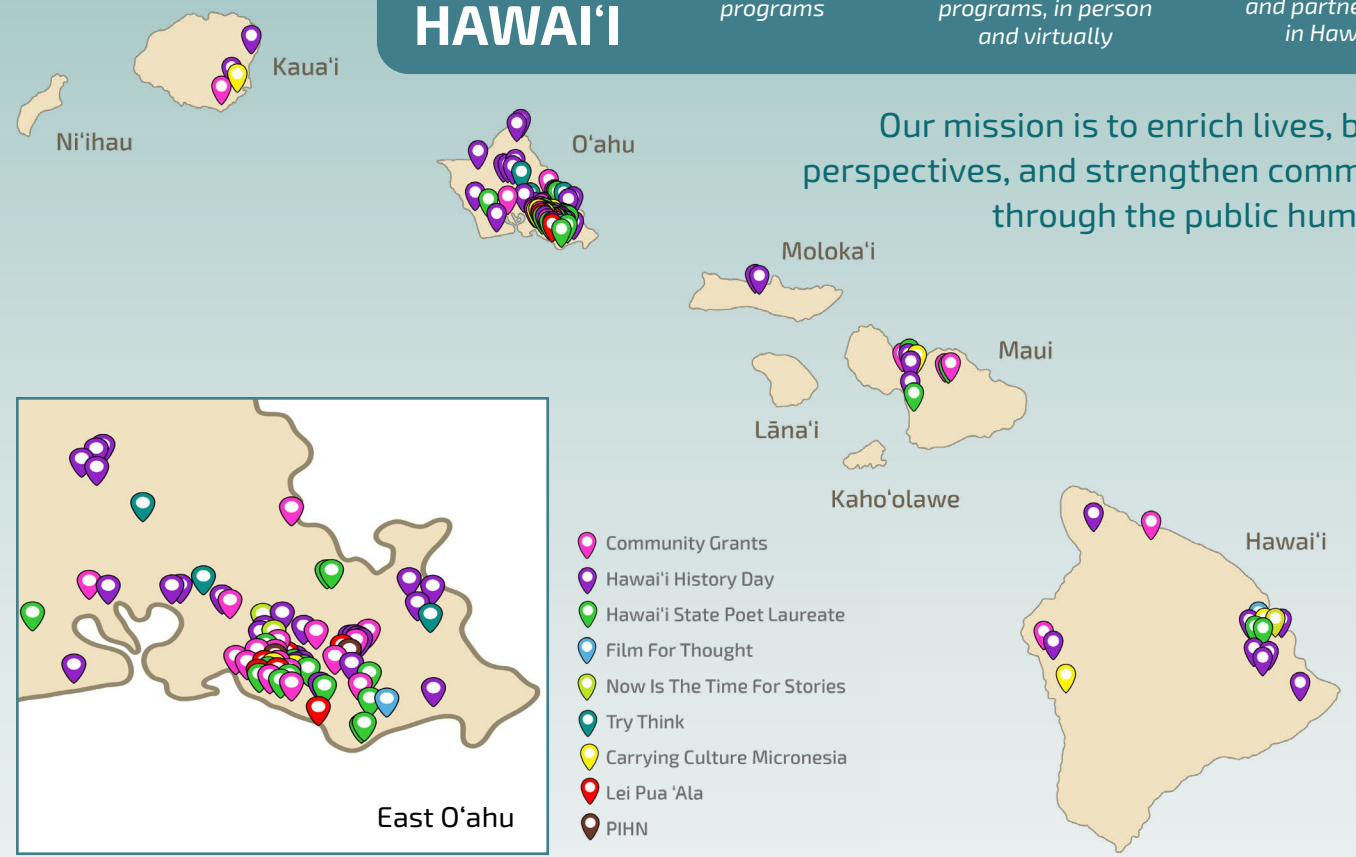 HAWAIʻI
programs
programs, in person
and virtually
in Haw
Kauaʻi
Niʻihau
Oʻahu
Our mission is to enrich lives, b
perspectives, and strengthen comm
through the public hum
Molokaʻi
Maui
Lānaʻi
Kahoʻolawe
Hawaiʻi
Community Grants
Hawaiʻi History Day
Hawaiʻi State Poet Laureate
Film For Thought
Now Is The Time For Stories
Try Think
Carrying Culture Micronesia
Lei Pua ʻAla
PIHN
East Oʻahu